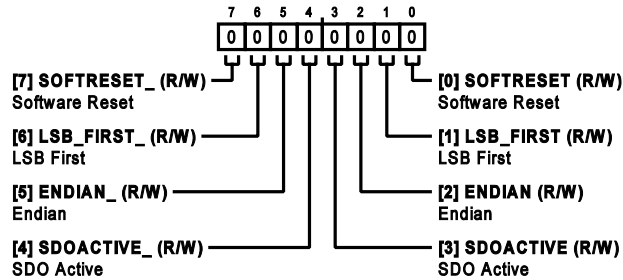 7 6 5 4 3 2 1 0
0 0 0 0 0 0 0 0
[7] SOFTRESET_ (R/W)
Software Reset
[6] LSB_FIRST_ (R/W)
LSB First
[5] ENDIAN_ (R/W)
Endian
[4] SDOACTIVE_ (R/W)
SDO Active
[0] SOFTRESET (R/W)
Software Reset
[1] LSB_FIRST (R/W)
LSB First
[2] ENDIAN (R/W)
Endian
[3] SDOACTIVE (R/W)
SDO Active